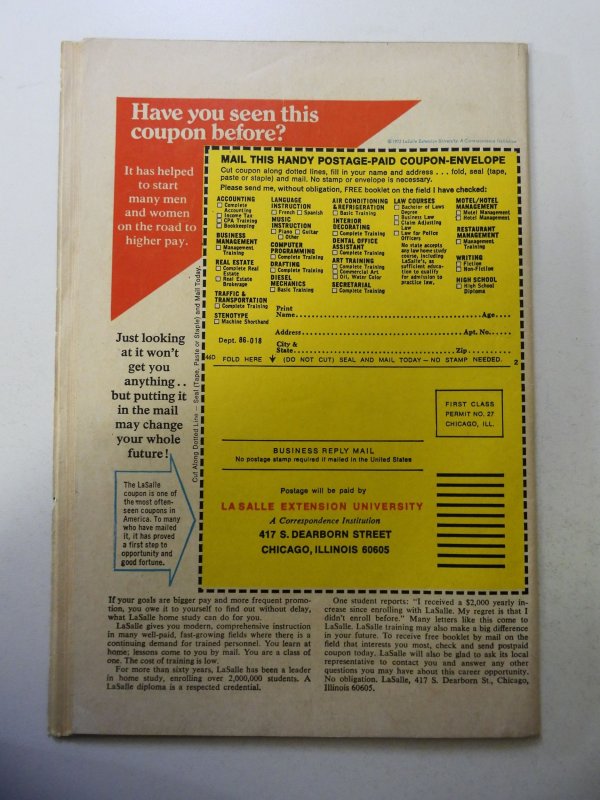 Have you seen this
coupon before?
©1972 LaSalle Extension University, A Correspondence Institution
It has helped
to start
many men
and women
on the road to
higher pay.
Just looking
at it won't
get you
anything..
but putting it
in the mail
may change
your whole
future!
The LaSalle
coupon is one of
the most often-
seen coupons in
America. To many
who have mailed
it, it has proved
a first step to
opportunity and
good fortune.
Cut Along Dotted Line — Seal (Tape, Paste or Staple) and Mail Today.
MAIL THIS HANDY POSTAGE-PAID COUPON-ENVELOPE
Cut coupon along dotted lines, fill in your name and address . . . fold, seal (tape,
paste or staple) and mail. No stamp or envelope is necessary.
Please send me, without obligation, FREE booklet on the field I have checked:
ACCOUNTING
Complete
Accounting
Income Tax
CPA Training
Bookkeeping
BUSINESS
MANAGEMENT
Management
Training
REAL ESTATE
Complete Real
Estate
Real Estate
Brokerage
TRAFFIC &
TRANSPORTATION
Complete Training
STENOTYPE
Machine Shorthand
LANGUAGE
INSTRUCTION
French Spanish
MUSIC
INSTRUCTION
Piano Guitar
Other
COMPUTER
PROGRAMMING
Complete Training
DRAFTING
Complete Training
DIESEL
MECHANICS
Basic Training
AIR CONDITIONING
& REFRIGERATION
Basic Training
INTERIOR
DECORATING
Complete Training
DENTAL OFFICE
ASSISTANT
Complete Training
ART TRAINING
Complete Training
Commercial Art
Oil, Water Color
SECRETARIAL
Complete Training
LAW COURSES
Bachelor of Laws
Degree
Business Law
Claim Adjusting
Law
Law for Police
Officers
No state accepts
any law home study
course, including
LaSalle's, as
sufficient educa-
tion to qualify
for admission to
practice law.
MOTEL/HOTEL
MANAGEMENT
Motel Management
Hotel Management
RESTAURANT
MANAGEMENT
Management
Training
WRITING
Fiction
Non-Fiction
HIGH SCHOOL
High School
Diploma
Print
Name Age
Address Apt. No.
Dept. 86-018
City &
State Zip
FOLD HERE (DO NOT CUT) SEAL AND MAIL TODAY—NO STAMP NEEDED. 2
FIRST CLASS
PERMIT NO. 27
CHICAGO, ILL.
BUSINESS REPLY MAIL
No postage stamp required if mailed in the United States
Postage will be paid by
LA SALLE EXTENSION UNIVERSITY
A Correspondence Institution
417 S. DEARBORN STREET
CHICAGO, ILLINOIS 60605
If your goals are bigger pay and more frequent promo-
tion, you owe it to yourself to find out without delay,
what LaSalle home study can do for you.
LaSalle gives you modern, comprehensive instruction
in many well-paid, fast-growing fields where there is a
continuing demand for trained personnel. You learn at
home; lessons come to you by mail. You are a class of
one. The cost of training is low.
For more than sixty years, LaSalle has been a leader
in home study, enrolling over 2,000,000 students. A
LaSalle diploma is a respected credential.
One student reports: "I received a $2,000 yearly in-
crease since enrolling with LaSalle. My regret is that I
didn't enroll before." Many letters like this come to
LaSalle. LaSalle training may also make a big difference
in your future. To receive free booklet by mail on the
field that interests you most, check and send postpaid
coupon today. LaSalle will also be glad to ask its local
representative to contact you and answer any other
questions you may have about this career opportunity.
No obligation. LaSalle, 417 S. Dearborn St., Chicago,
Illinois 60605.